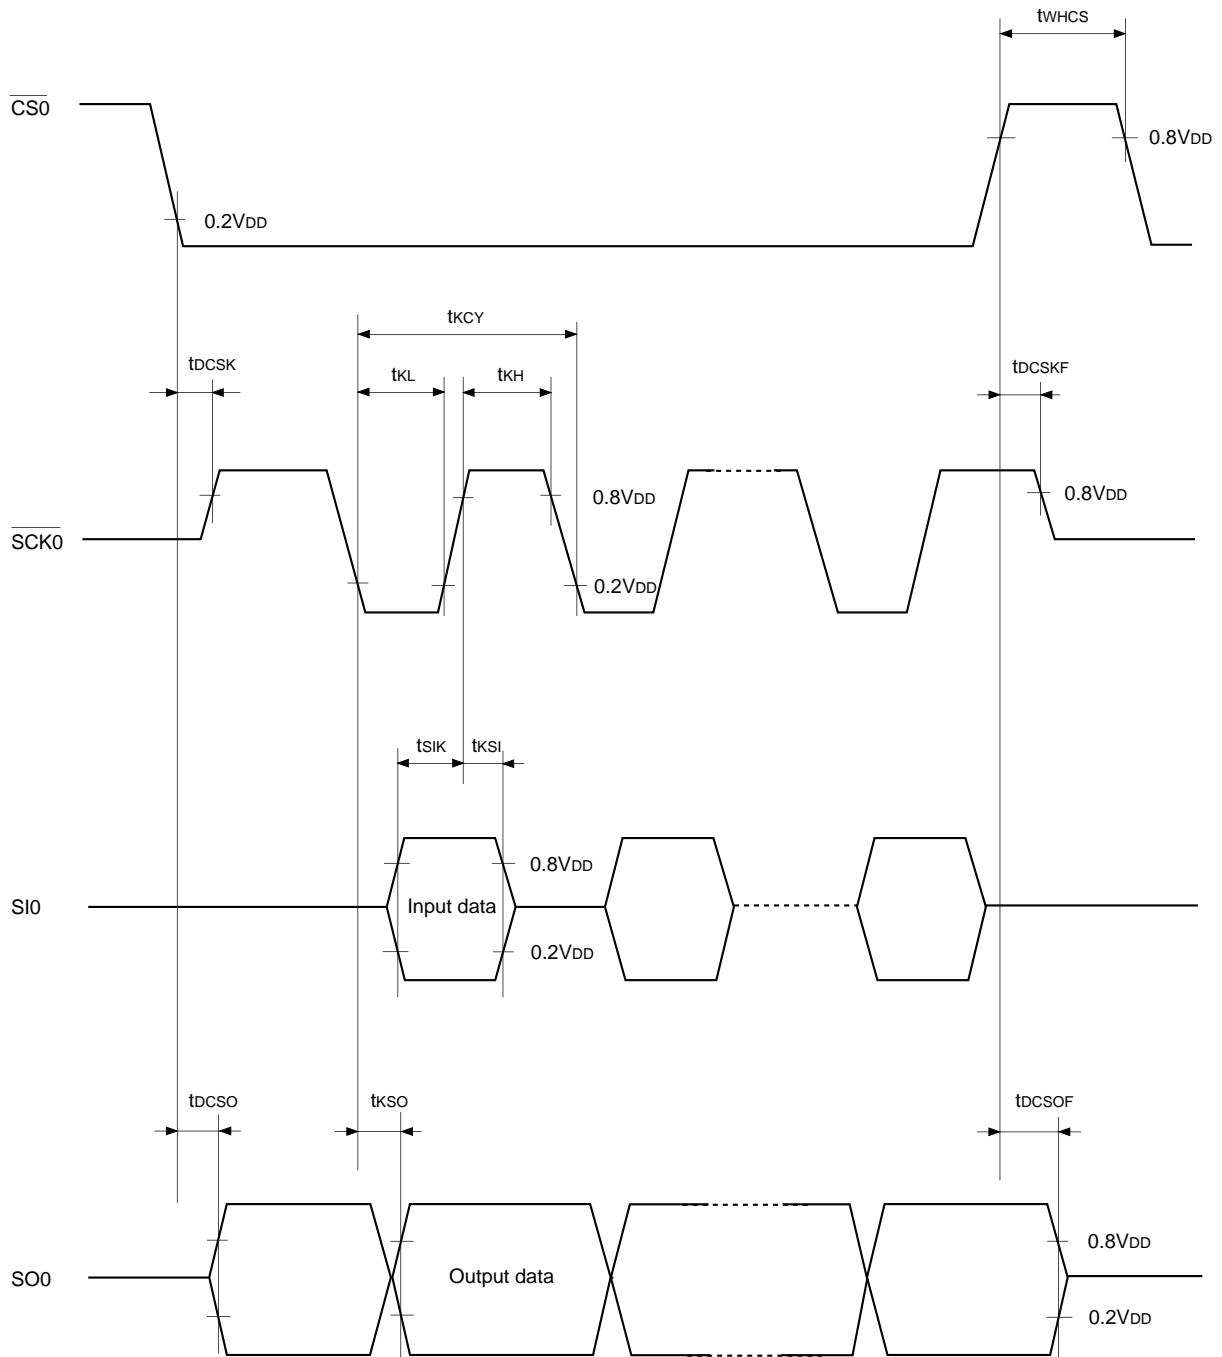 tWHCS
CS0
0.8VDD
0.2VDD
tKCY
tDCSK
tKL
tKH
tDCSKF
0.8VDD
0.8VDD
SCK0
0.2VDD
tSIK
tKSI
0.8VDD
SI0
Input data
0.2VDD
tDCSO
tKSO
tDCSOF
0.8VDD
SO0
Output data
0.2VDD